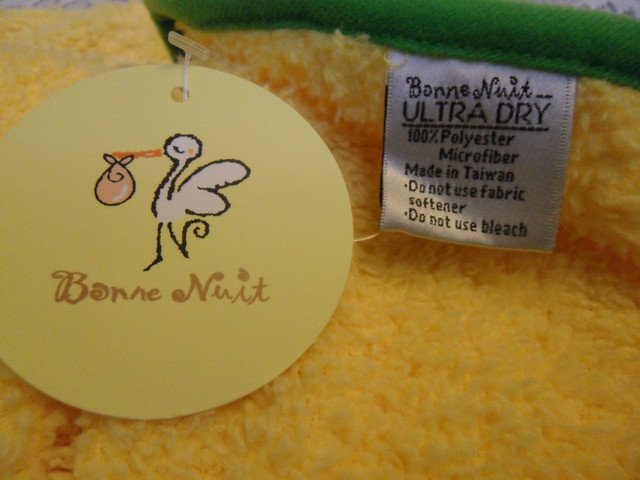 Bonne Nuit
Bonne Nuit
ULTRA DRY
100% Polyester
Microfiber
Made in Taiwan
·Do not use fabric
softener
·Do not use bleach